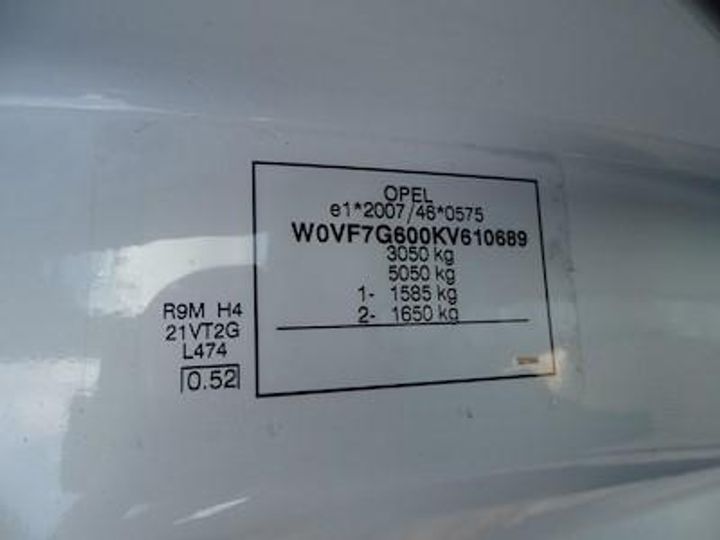 OPEL
e1*2007/46*0575
W0VF7G600KV610689
3050 kg
5050 kg
1- 1585 kg
2- 1650 kg
R9M H4
21VT2G
L474
0.52